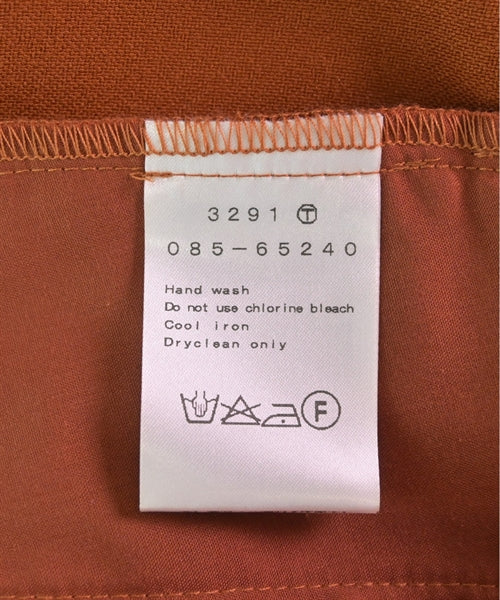 3291 Ⓣ
085-65240
Hand wash
Do not use chlorine bleach
Cool iron
Dryclean only
F